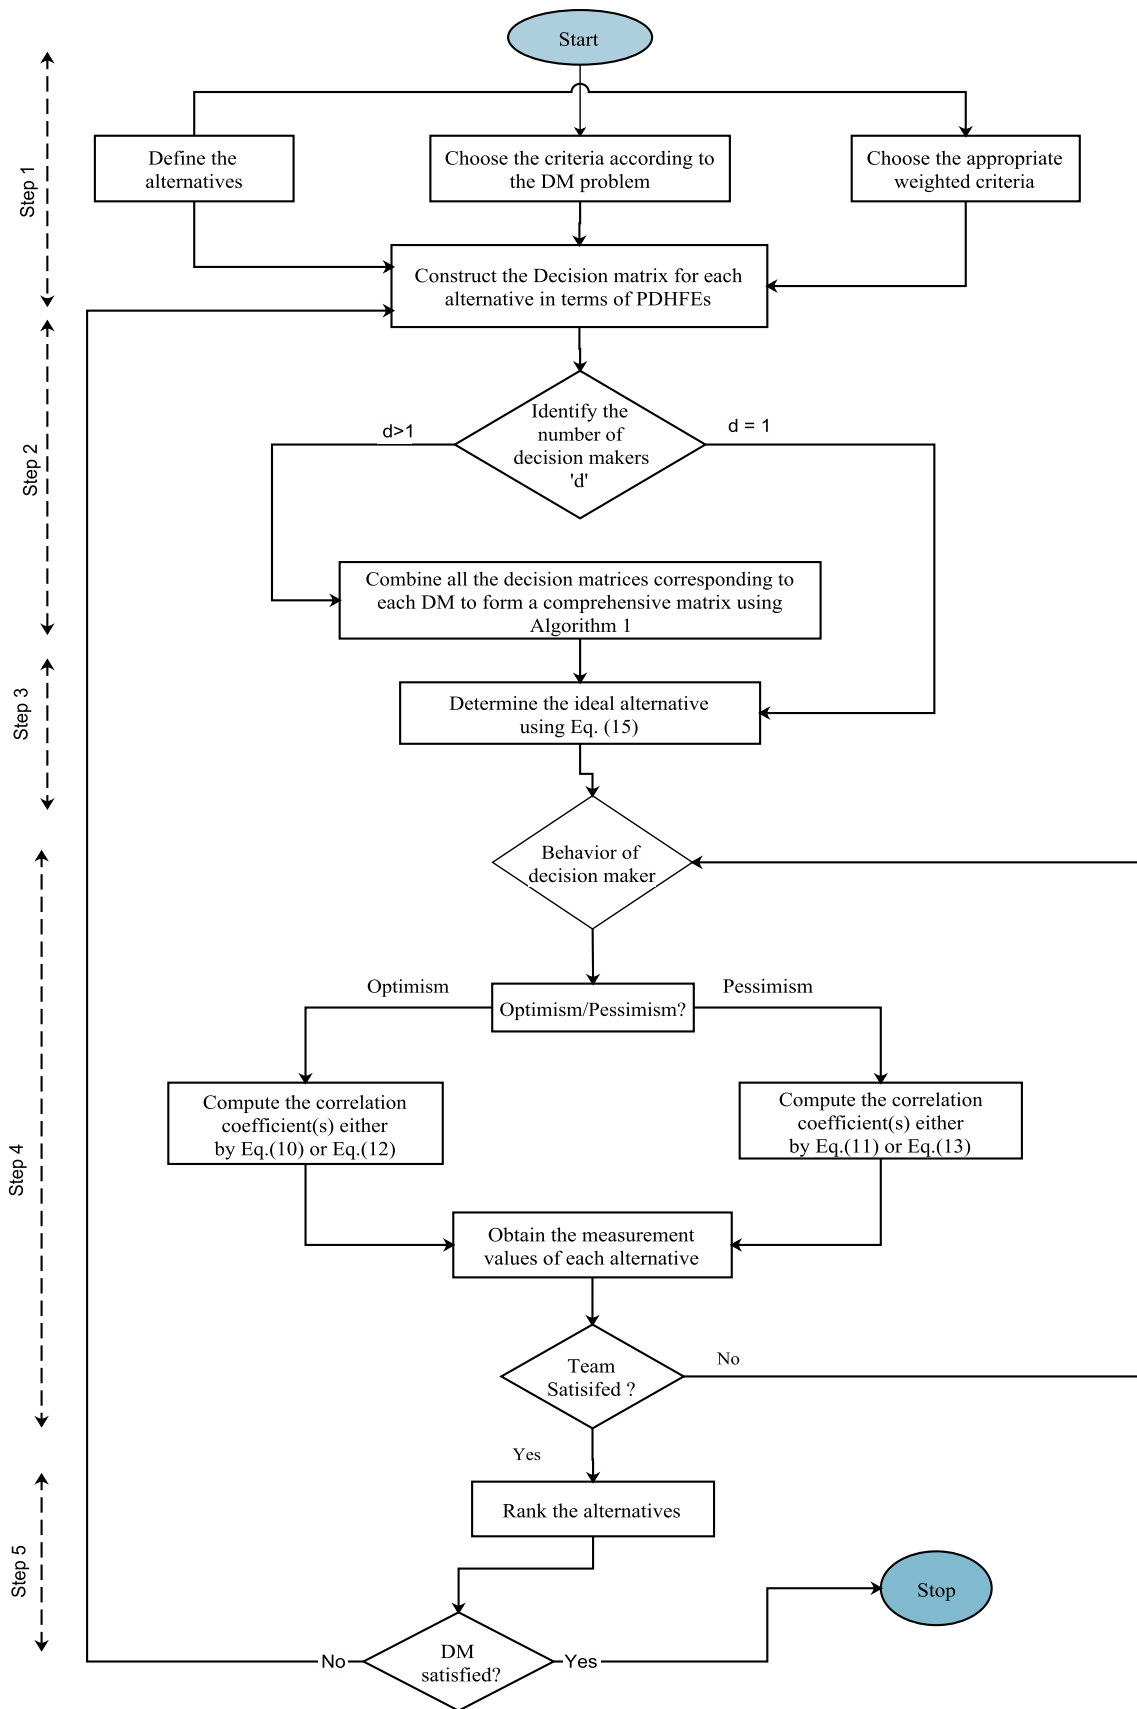 Start
Step 1
Define the
alternatives
Choose the criteria according to
the DM problem
Choose the appropriate
weighted criteria
Construct the Decision matrix for each
alternative in terms of PDHFEs
Step 2
Identify the
number of
decision makers
'd'
d>1
d = 1
Combine all the decision matrices corresponding to
each DM to form a comprehensive matrix using
Algorithm 1
Step 3
Determine the ideal alternative
using Eq. (15)
Behavior of
decision maker
Step 4
Optimism
Optimism/Pessimism?
Pessimism
Compute the correlation
coefficient(s) either
by Eq.(10) or Eq.(12)
Compute the correlation
coefficient(s) either
by Eq.(11) or Eq.(13)
Obtain the measurement
values of each alternative
Team
Satisifed ?
No
Yes
Step 5
Rank the alternatives
Stop
DM
satisfied?
No
Yes